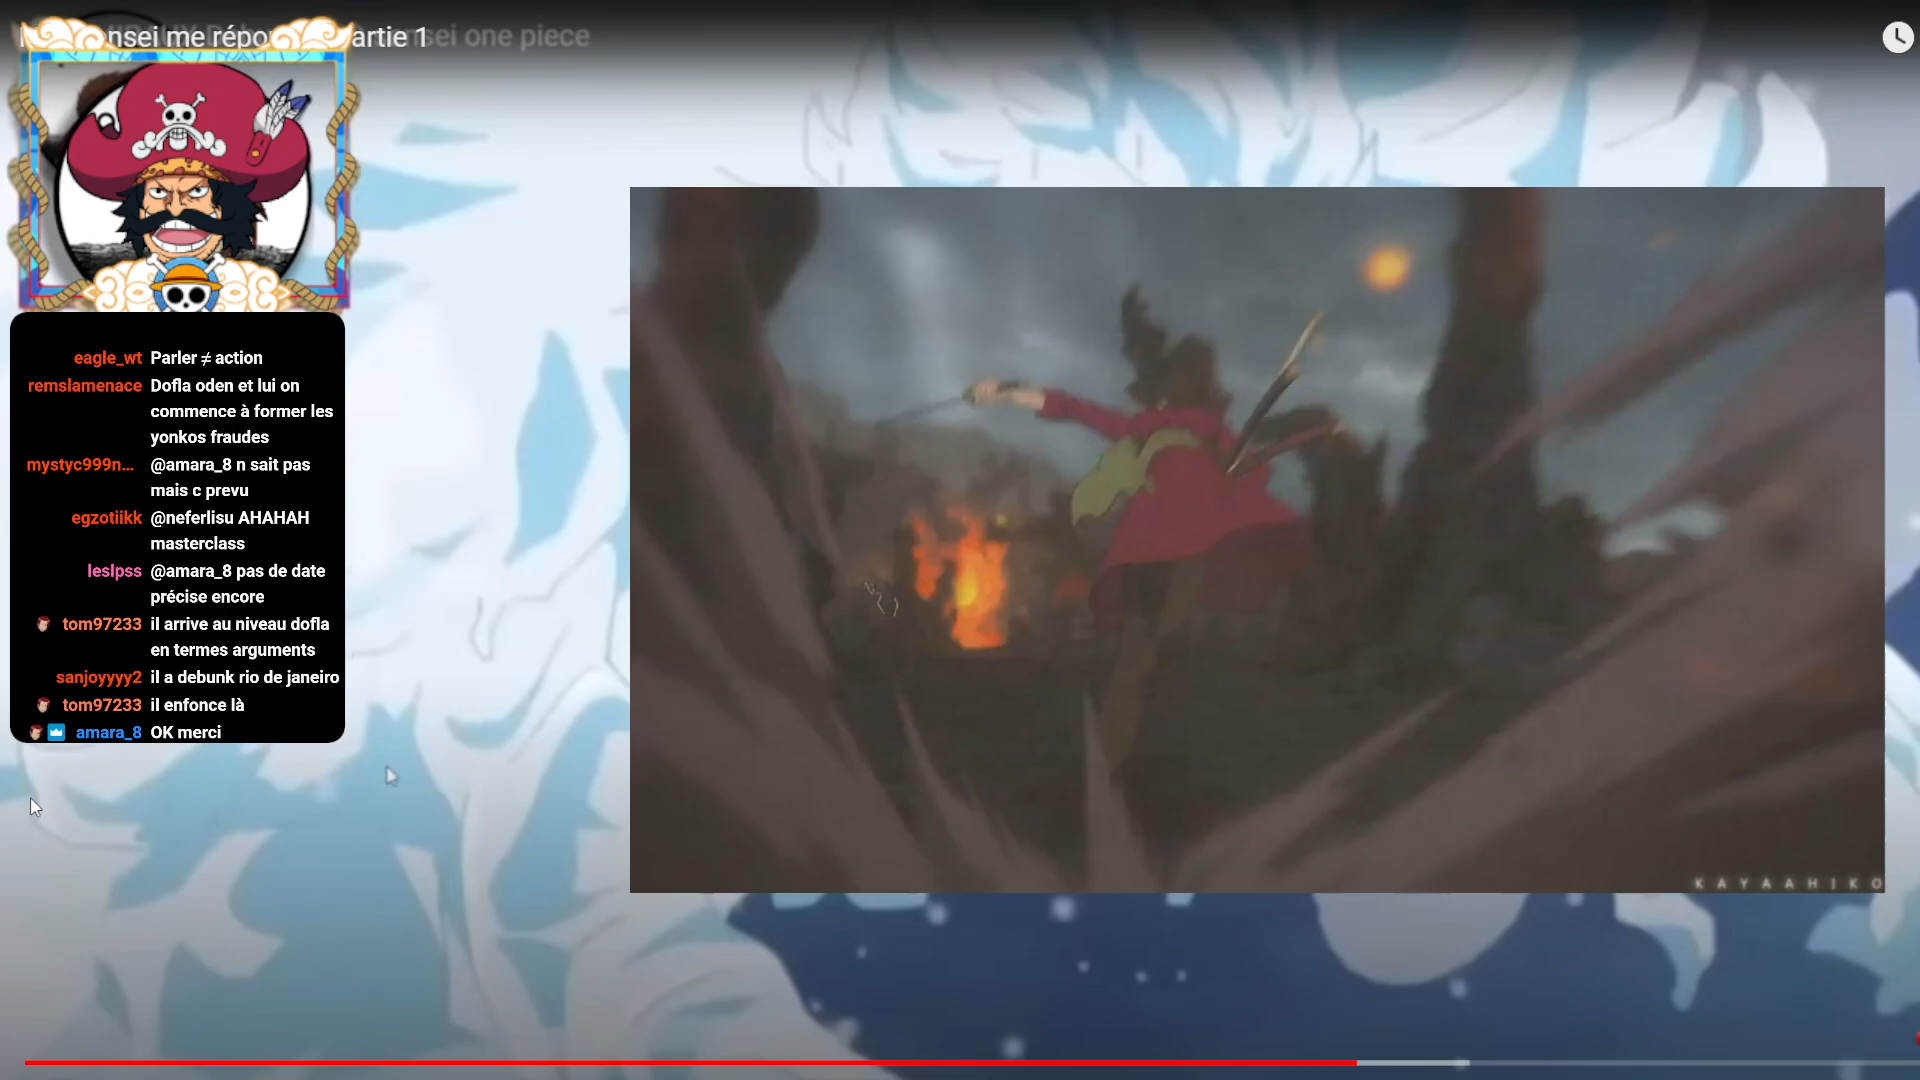 nsei me répo artie 1 nsei one piece
eagle_wt Parler ≠ action
remslamenace Dofla oden et lui on
commence à former les
yonkos fraudes
mystyc999n... @amara_8 n sait pas
mais c prevu
egzotiikk @neferlisu AHAHAH
masterclass
leslpss @amara_8 pas de date
précise encore
tom97233 il arrive au niveau dofla
en termes arguments
sanjoyyyy2 il a debunk rio de janeiro
tom97233 il enfonce là
amara_8 OK merci
KAYAAHIKO